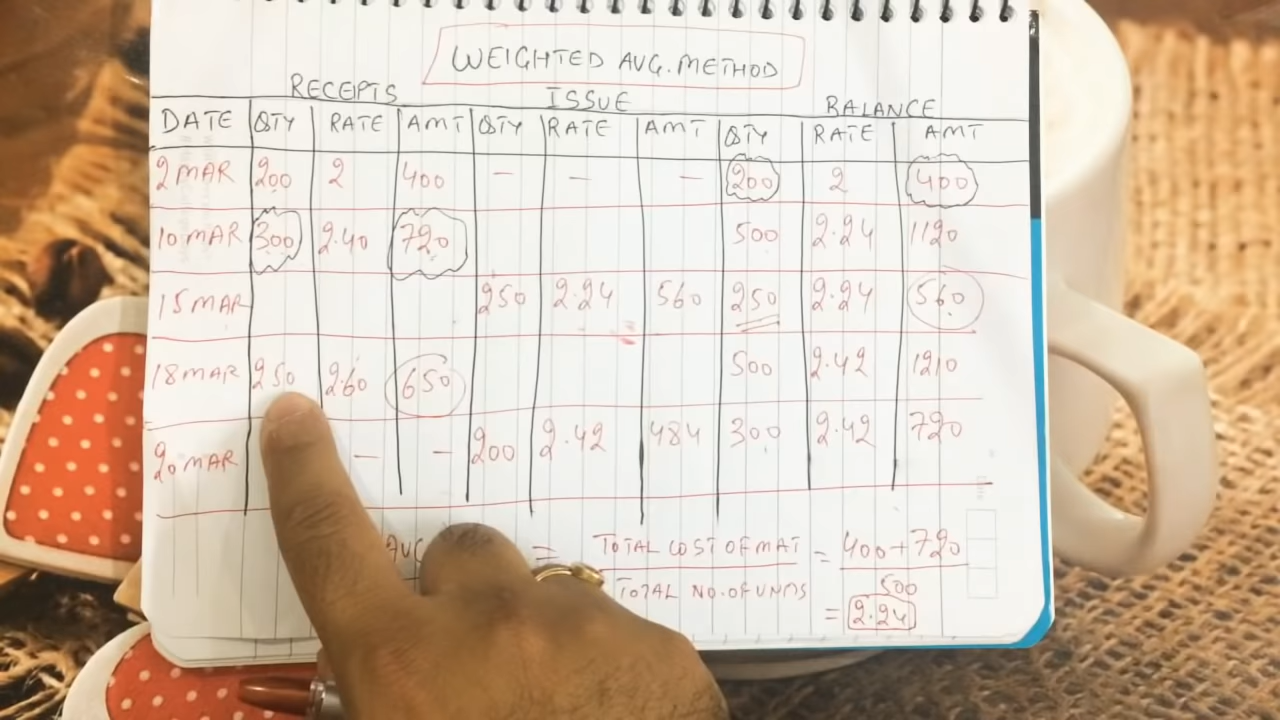 WEIGHTED AVG. METHOD
RECEIPTS ISSUE BALANCE
DATE QTY RATE AMT QTY RATE AMT QTY RATE AMT
2 MAR 200 2 400 — — — 200 2 400
10 MAR 300 2.40 720 500 2.24 1120
15 MAR 250 2.24 560 250 2.24 560
18 MAR 250 2.60 650 500 2.42 1210
20 MAR — — 200 2.42 484 300 2.42 720
AVG = TOTAL COST OF MAT = 400+720
TOTAL NO. OF UNITS 500
= 2.24